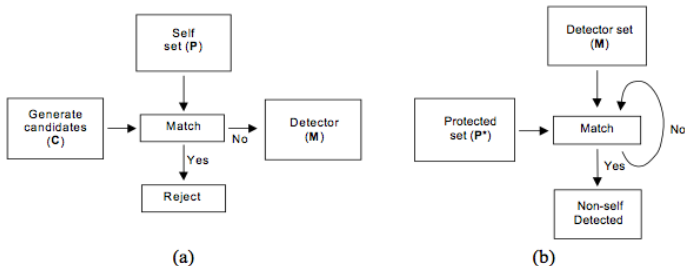 Self
set (P)
Generate
candidates
(C)
Match
No
Detector
(M)
Yes
Reject
(a)
Detector set
(M)
Protected
set (P*)
Match
No
Yes
Non-self
Detected
(b)